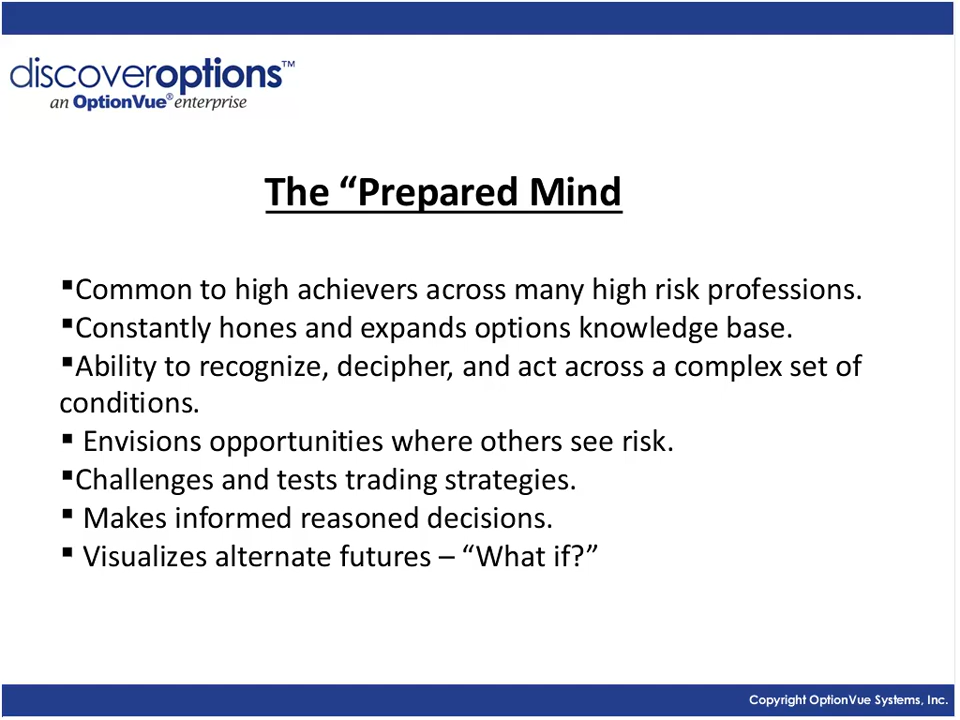 discoveroptions™
an OptionVue® enterprise
The “Prepared Mind
▪Common to high achievers across many high risk professions.
▪Constantly hones and expands options knowledge base.
▪Ability to recognize, decipher, and act across a complex set of
conditions.
▪ Envisions opportunities where others see risk.
▪Challenges and tests trading strategies.
▪ Makes informed reasoned decisions.
▪ Visualizes alternate futures – “What if?”
Copyright OptionVue Systems, Inc.